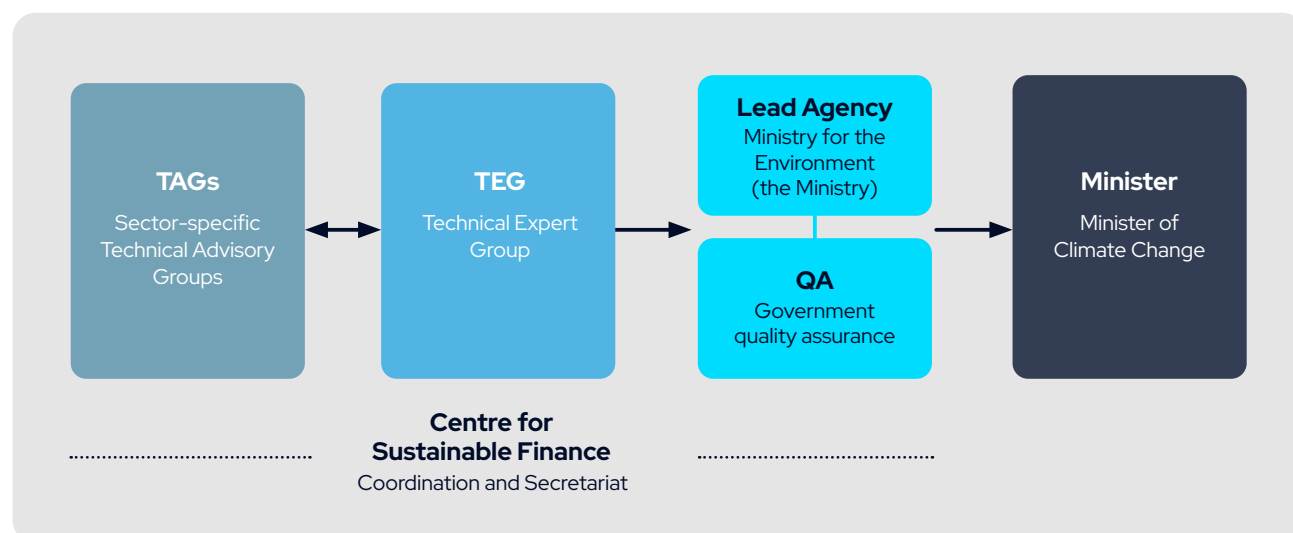 TAGs
Sector-specific
Technical Advisory
Groups
TEG
Technical Expert
Group
Lead Agency
Ministry for the
Environment
(the Ministry)
QA
Government
quality assurance
Minister
Minister of
Climate Change
Centre for
Sustainable Finance
Coordination and Secretariat